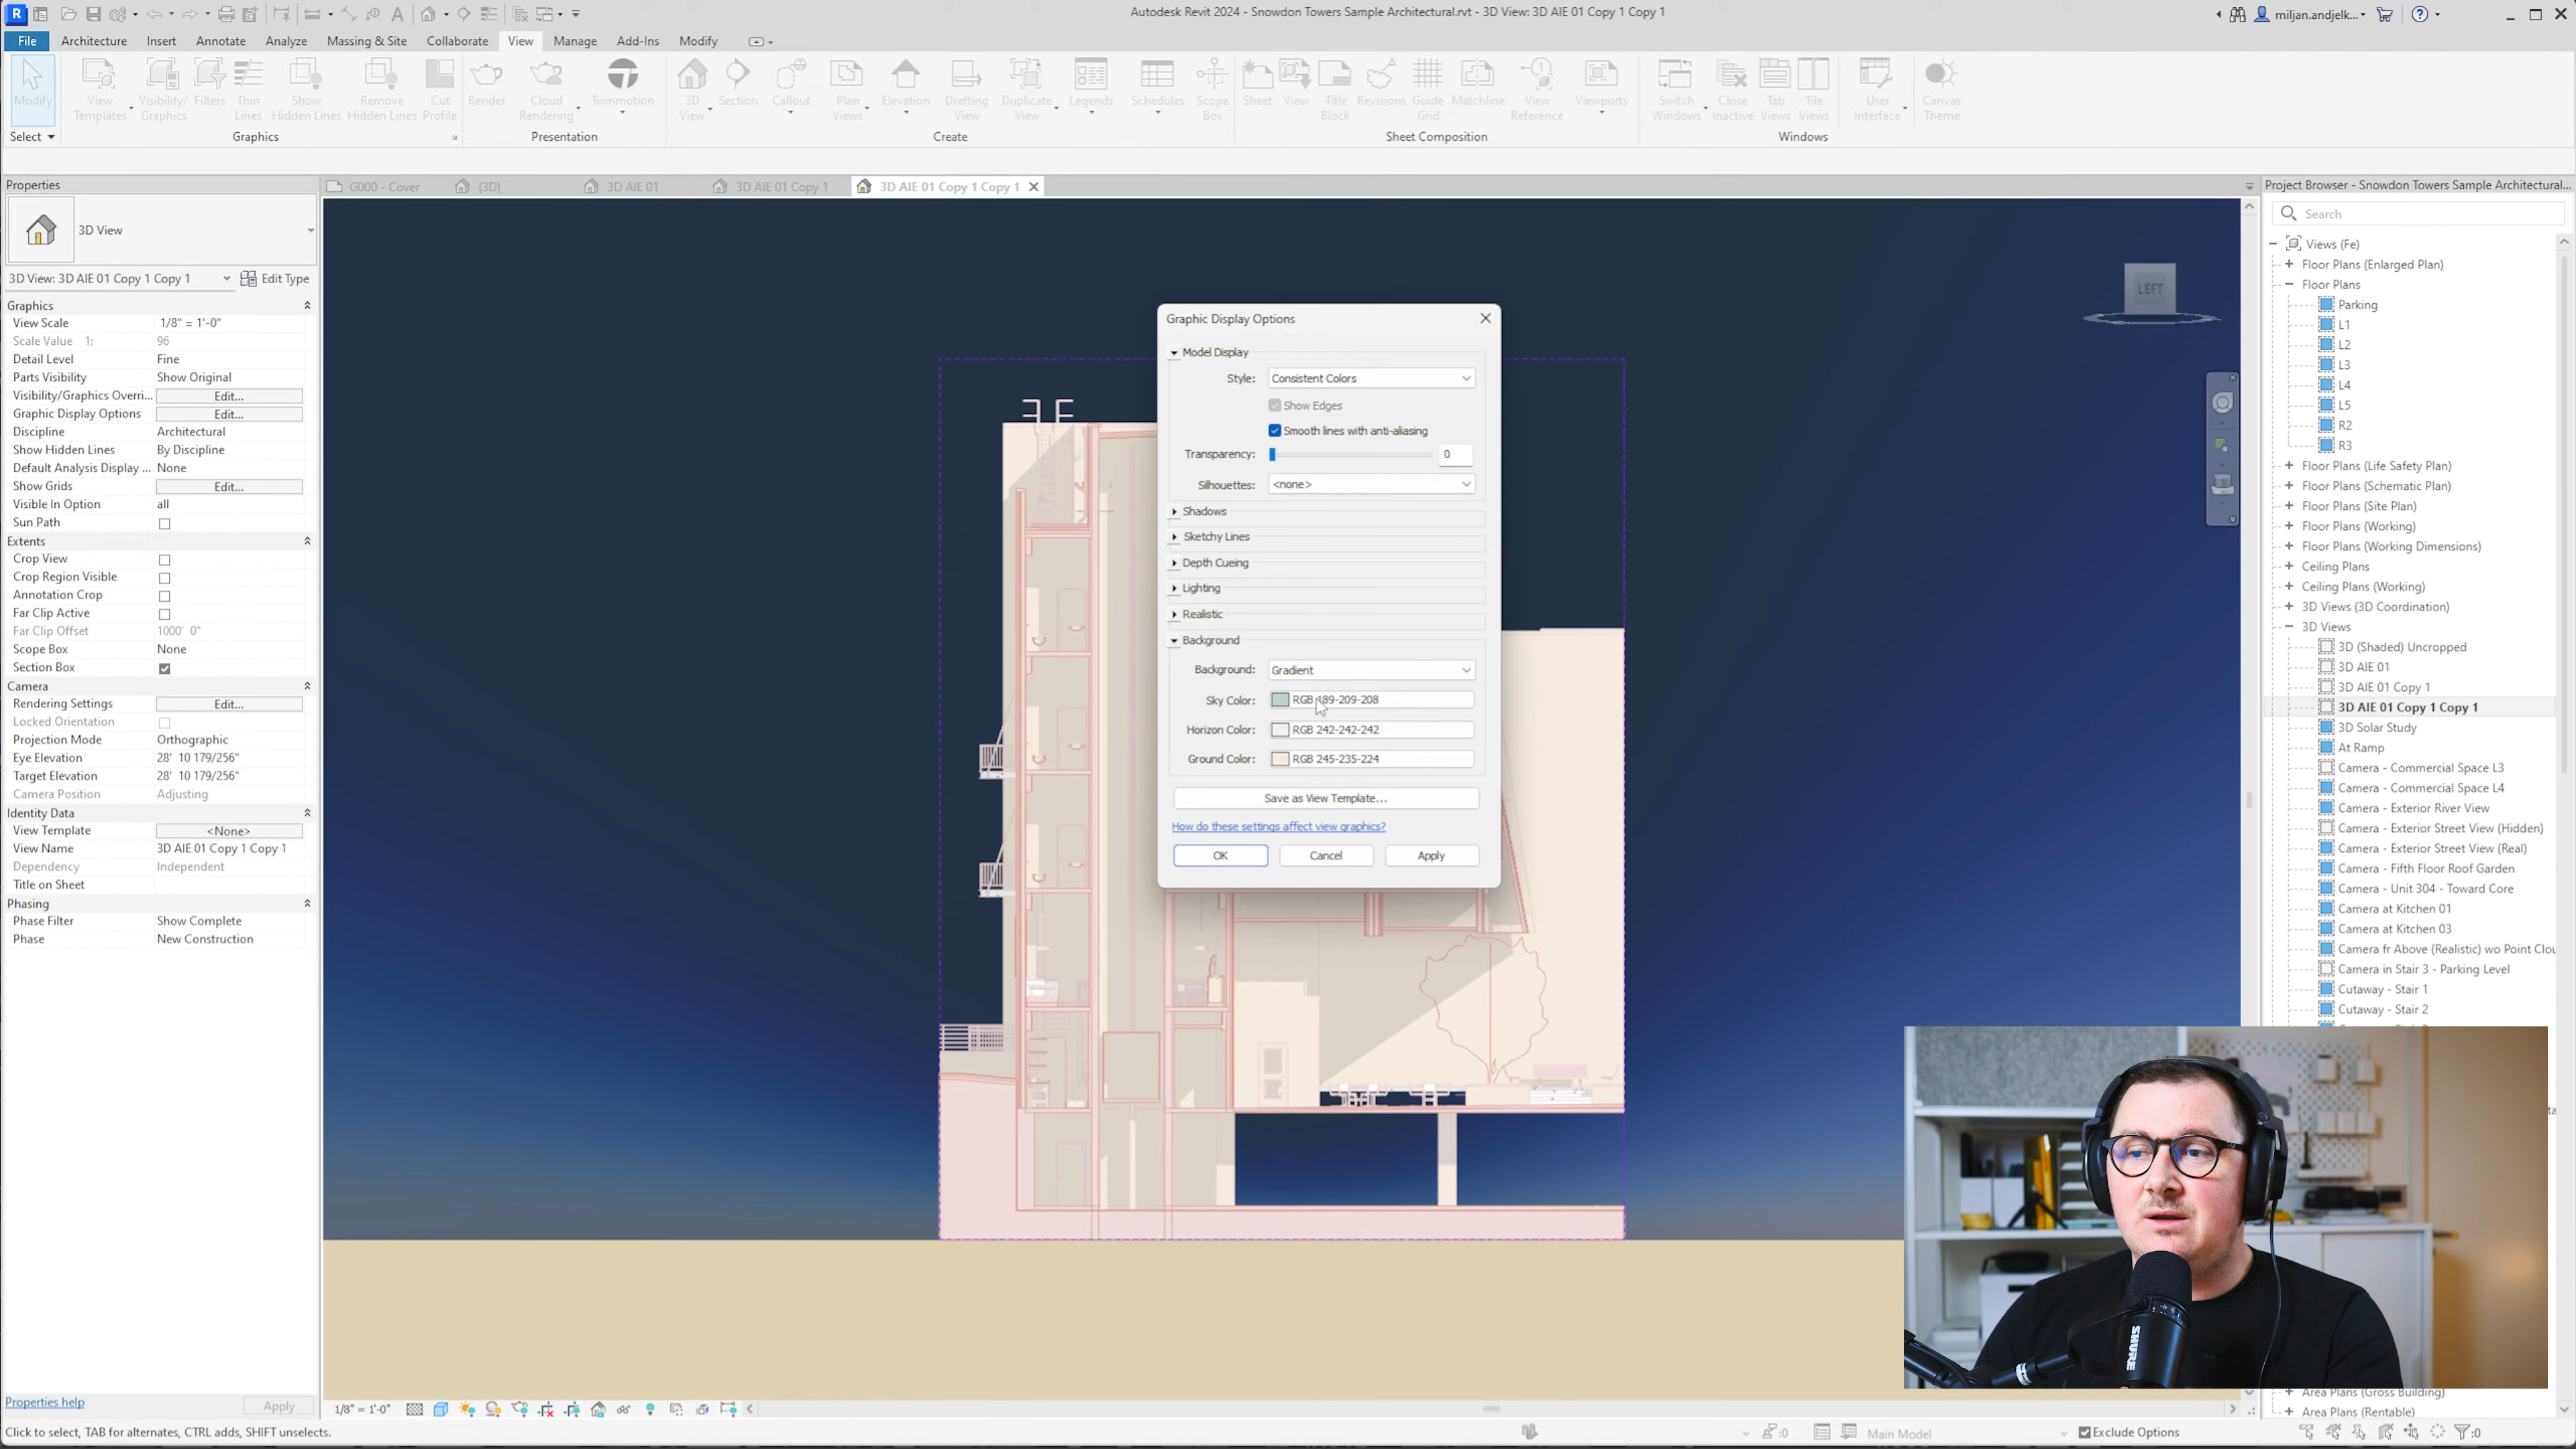 Autodesk Revit 2024 - Snowdon Towers Sample Architectural.rvt - 3D View: 3D AIE 01 Copy 1 Copy 1
miljan.andjelk...
File Architecture Insert Annotate Analyze Massing & Site Collaborate View Manage Add-Ins Modify
Modify
View Templates
Visibility/ Graphics
Filters
Thin Lines
Show Hidden Lines
Remove Hidden Lines
Cut Profile
Render
Cloud Rendering
Twinmotion
3D View
Section
Callout
Plan Views
Elevation
Drafting View
Duplicate View
Legends
Schedules
Scope Box
Sheet
View
Title Block
Revisions
Guide Grid
Matchline
View Reference
Viewports
Switch Windows
Close Inactive
Tab Views
Tile Views
User Interface
Canvas Theme
Select Graphics Presentation Create Sheet Composition Windows
Properties
G000 - Cover {3D} 3D AIE 01 3D AIE 01 Copy 1 3D AIE 01 Copy 1 Copy 1
3D View
3D View: 3D AIE 01 Copy 1 Copy 1 Edit Type
Graphics
View Scale 1/8" = 1'-0"
Scale Value 1: 96
Detail Level Fine
Parts Visibility Show Original
Visibility/Graphics Overri... Edit...
Graphic Display Options Edit...
Discipline Architectural
Show Hidden Lines By Discipline
Default Analysis Display ... None
Show Grids Edit...
Visible In Option all
Sun Path
Extents
Crop View
Crop Region Visible
Annotation Crop
Far Clip Active
Far Clip Offset 1000' 0"
Scope Box None
Section Box
Camera
Rendering Settings Edit...
Locked Orientation
Projection Mode Orthographic
Eye Elevation 28' 10 179/256"
Target Elevation 28' 10 179/256"
Camera Position Adjusting
Identity Data
View Template <None>
View Name 3D AIE 01 Copy 1 Copy 1
Dependency Independent
Title on Sheet
Phasing
Phase Filter Show Complete
Phase New Construction
Properties help Apply
LEFT
Graphic Display Options
Model Display
Style: Consistent Colors
Show Edges
Smooth lines with anti-aliasing
Transparency: 0
Silhouettes: <none>
Shadows
Sketchy Lines
Depth Cueing
Lighting
Realistic
Background
Background: Gradient
Sky Color: RGB 189-209-208
Horizon Color: RGB 242-242-242
Ground Color: RGB 245-235-224
Save as View Template...
How do these settings affect view graphics?
OK Cancel Apply
Project Browser - Snowdon Towers Sample Architectural...
Search
Views (Fe)
Floor Plans (Enlarged Plan)
Floor Plans
Parking
L1
L2
L3
L4
L5
R2
R3
Floor Plans (Life Safety Plan)
Floor Plans (Schematic Plan)
Floor Plans (Site Plan)
Floor Plans (Working)
Floor Plans (Working Dimensions)
Ceiling Plans
Ceiling Plans (Working)
3D Views (3D Coordination)
3D Views
3D (Shaded) Uncropped
3D AIE 01
3D AIE 01 Copy 1
3D AIE 01 Copy 1 Copy 1
3D Solar Study
At Ramp
Camera - Commercial Space L3
Camera - Commercial Space L4
Camera - Exterior River View
Camera - Exterior Street View (Hidden)
Camera - Exterior Street View (Real)
Camera - Fifth Floor Roof Garden
Camera - Unit 304 - Toward Core
Camera at Kitchen 01
Camera at Kitchen 03
Camera fr Above (Realistic) wo Point Clou
Camera in Stair 3 - Parking Level
Cutaway - Stair 1
Cutaway - Stair 2
Area Plans (Gross Building)
Area Plans (Rentable)
SHURE
1/8" = 1'-0"
Click to select, TAB for alternates, CTRL adds, SHIFT unselects.
:0 Main Model Exclude Options :0